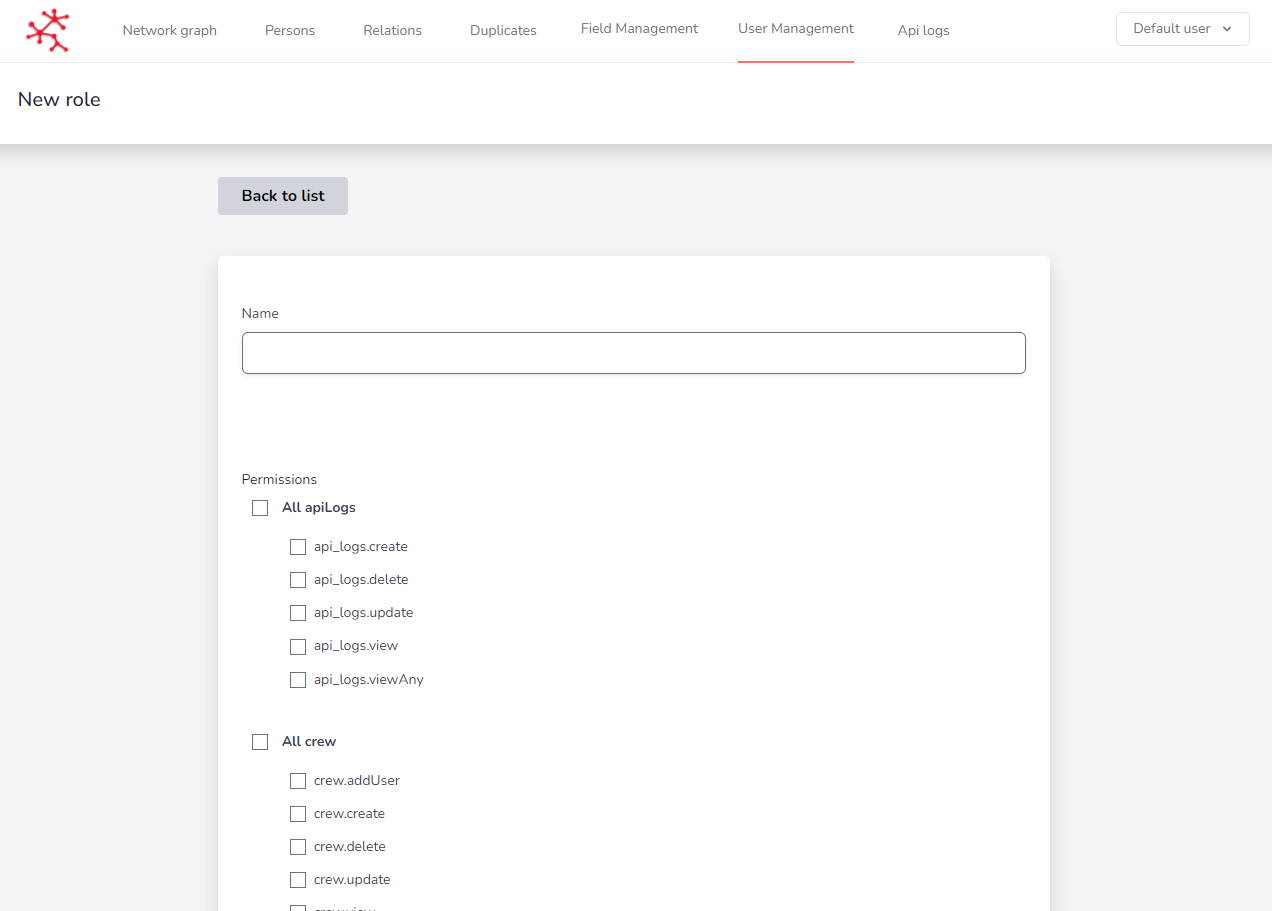 Network graph Persons Relations Duplicates Field Management User Management Api logs Default user
New role
Back to list
Name
Permissions
All apiLogs
api_logs.create
api_logs.delete
api_logs.update
api_logs.view
api_logs.viewAny
All crew
crew.addUser
crew.create
crew.delete
crew.update